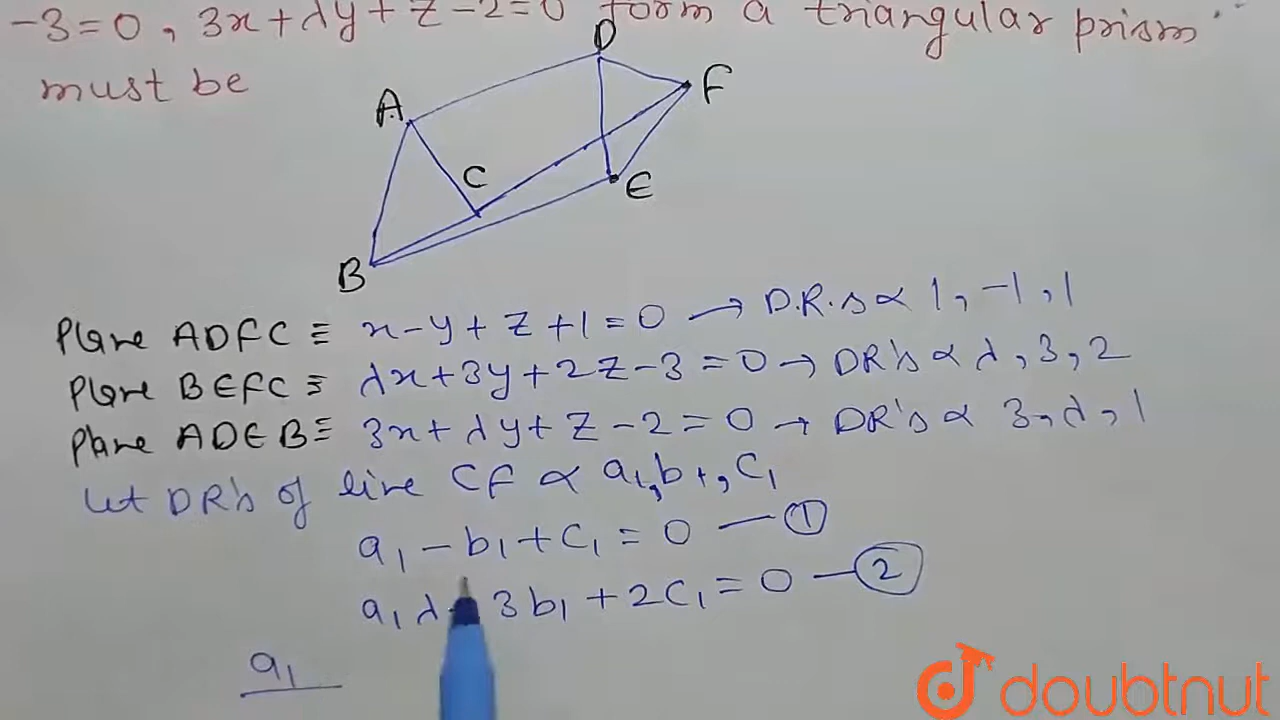 -3=0, 3x+λy+z-2=0 form a triangular prism
must be
D
A
F
C
E
B
Plane ADFC ≡ x-y+z+1=0 → D.R.s ∝ 1, -1, 1
Plane BEFC ≡ λx+3y+2z-3=0 → DR's ∝ λ, 3, 2
Plane ADEB ≡ 3x+λy+z-2=0 → DR's ∝ 3, λ, 1
Let DR's of line CF ∝ a₁, b₁, c₁
a₁-b₁+c₁=0 — ①
a₁λ 3b₁+2c₁=0 — ②
a₁
doubtnut